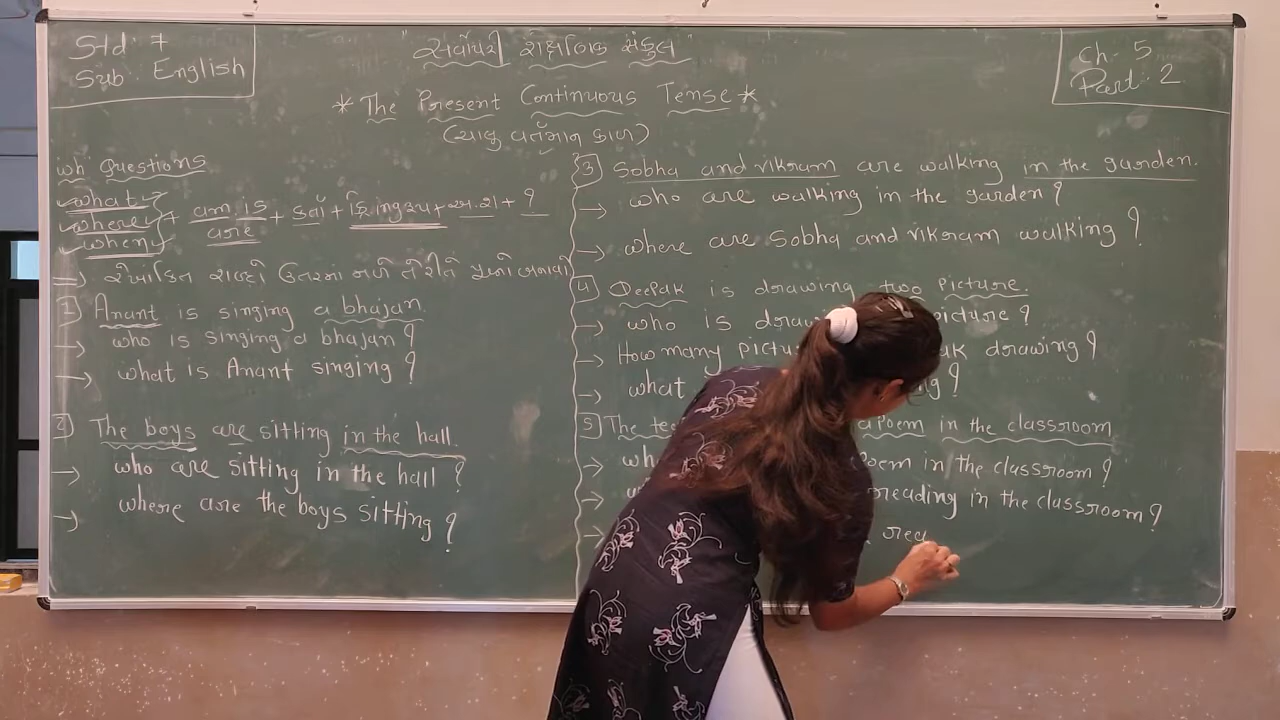 Std : 7
Sub : English
"સર્વોપરી શૈક્ષણિક સંકુલ"
Ch - 5
Part : 2
* The Present Continuous Tense *
(ચાલુ વર્તમાન કાળ)
wh Questions
what
where
when
+ am is are + કર્તા + ક્રિ ing રૂપ + અ.શ. + ?
⇒ રેખાંકિત શબ્દો ઉત્તરમાં મળે તે રીતે પ્રશ્નો બનાવો
1) Anant is singing a bhajan.
→ who is singing a bhajan ?
→ what is Anant singing ?
2) The boys are sitting in the hall.
→ who are sitting in the hall ?
→ where are the boys sitting ?
3) Sobha and vikram are walking in the garden.
→ who are walking in the garden ?
→ where are Sobha and vikram walking ?
4) Deepak is drawing two picture.
→ who is picture ?
→ How many drawing ?
→ what ?
5) The a poem in the classroom
→ in the classroom ?
→ reading in the classroom ?
→